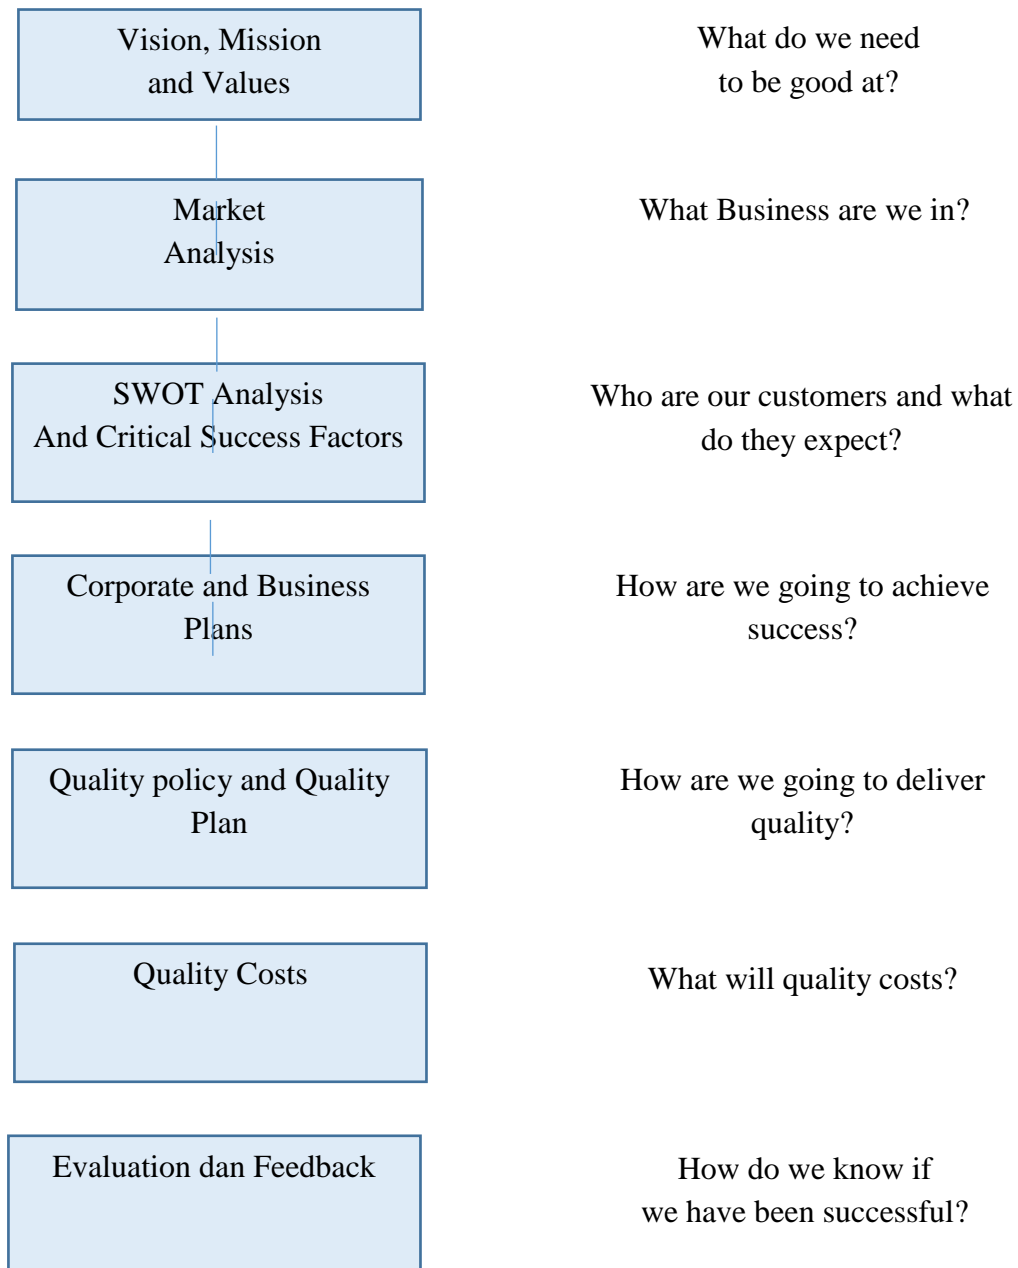 Vision, Mission
and Values
What do we need
to be good at?
Market
Analysis
What Business are we in?
SWOT Analysis
And Critical Success Factors
Who are our customers and what
do they expect?
Corporate and Business
Plans
How are we going to achieve
success?
Quality policy and Quality
Plan
How are we going to deliver
quality?
Quality Costs
What will quality costs?
Evaluation dan Feedback
How do we know if
we have been successful?